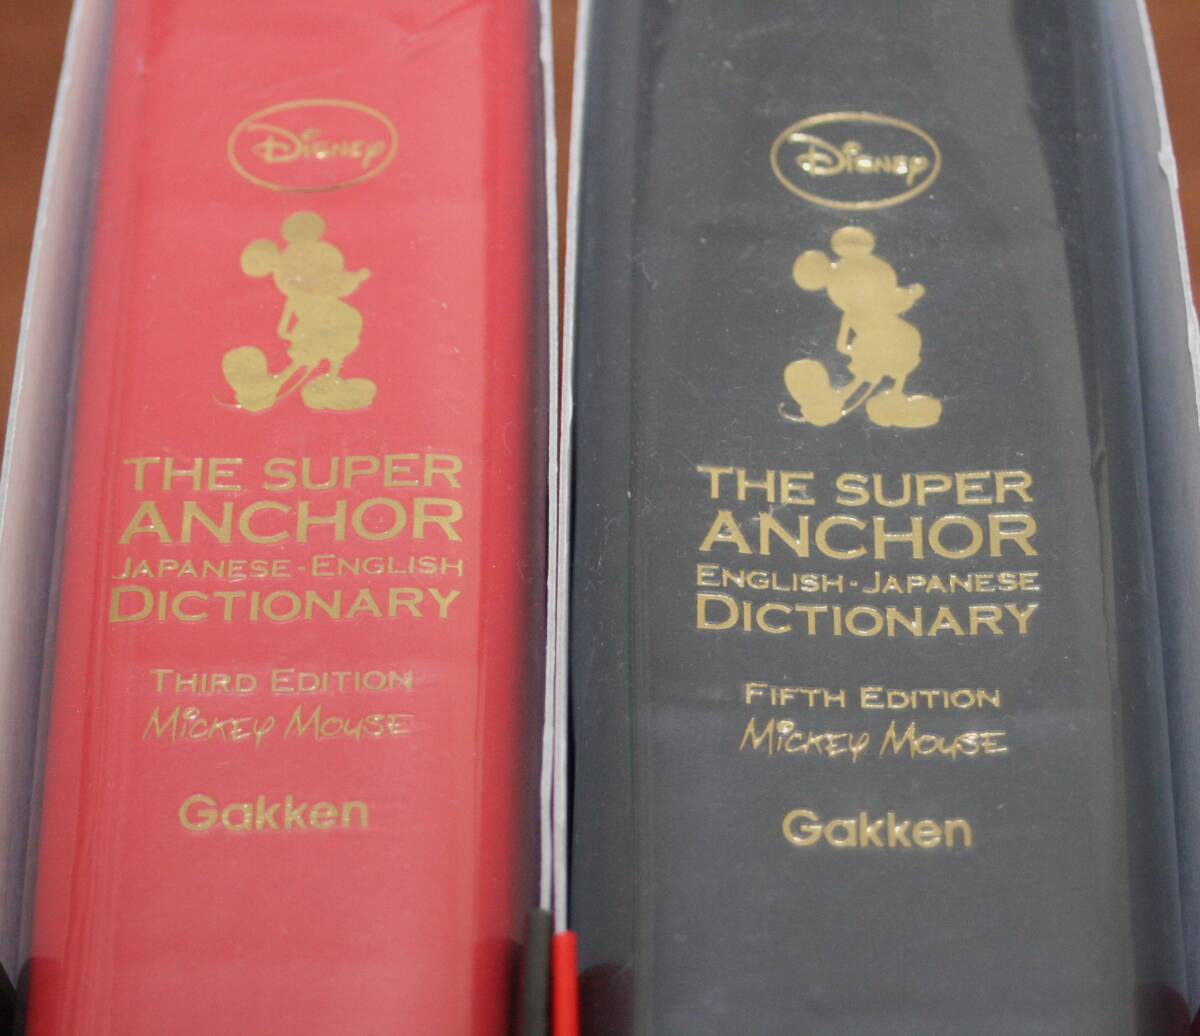 Disney
THE SUPER
ANCHOR
JAPANESE-ENGLISH
DICTIONARY
THIRD EDITION
MICKEY MOUSE
Gakken
Disney
THE SUPER
ANCHOR
ENGLISH-JAPANESE
DICTIONARY
FIFTH EDITION
MICKEY MOUSE
Gakken